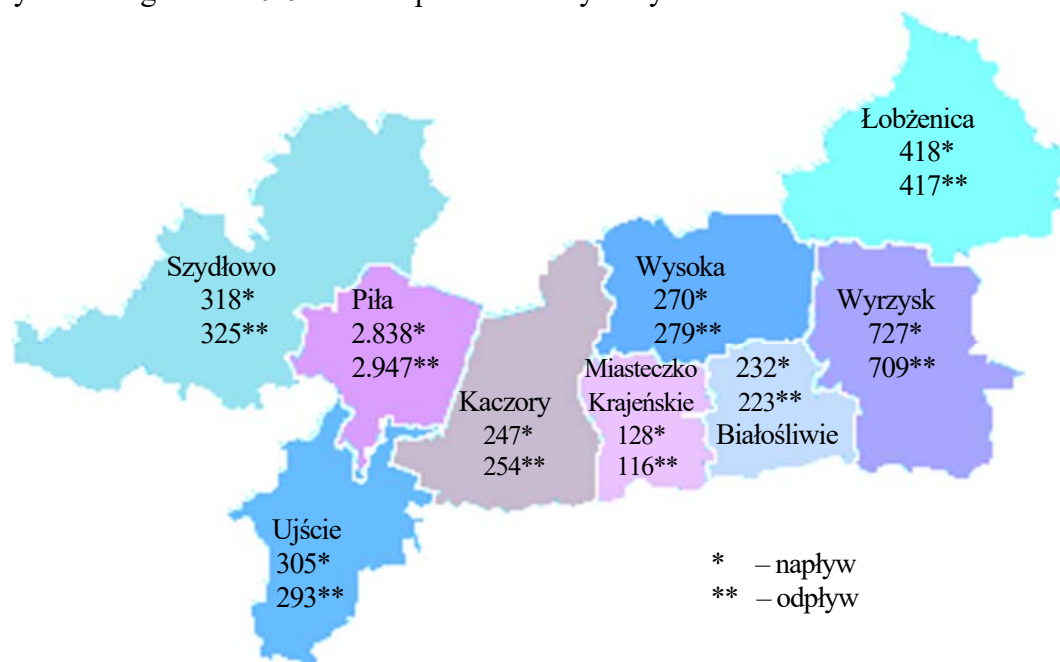 Łobżenica
418*
417**
Szydłowo
318*
325**
Piła
2.838*
2.947**
Wysoka
270*
279**
Wyrzysk
727*
709**
Kaczory
247*
254**
Miasteczko
Krajeńskie
128*
116**
232*
223**
Białośliwie
Ujście
305*
293**
* – napływ
** – odpływ